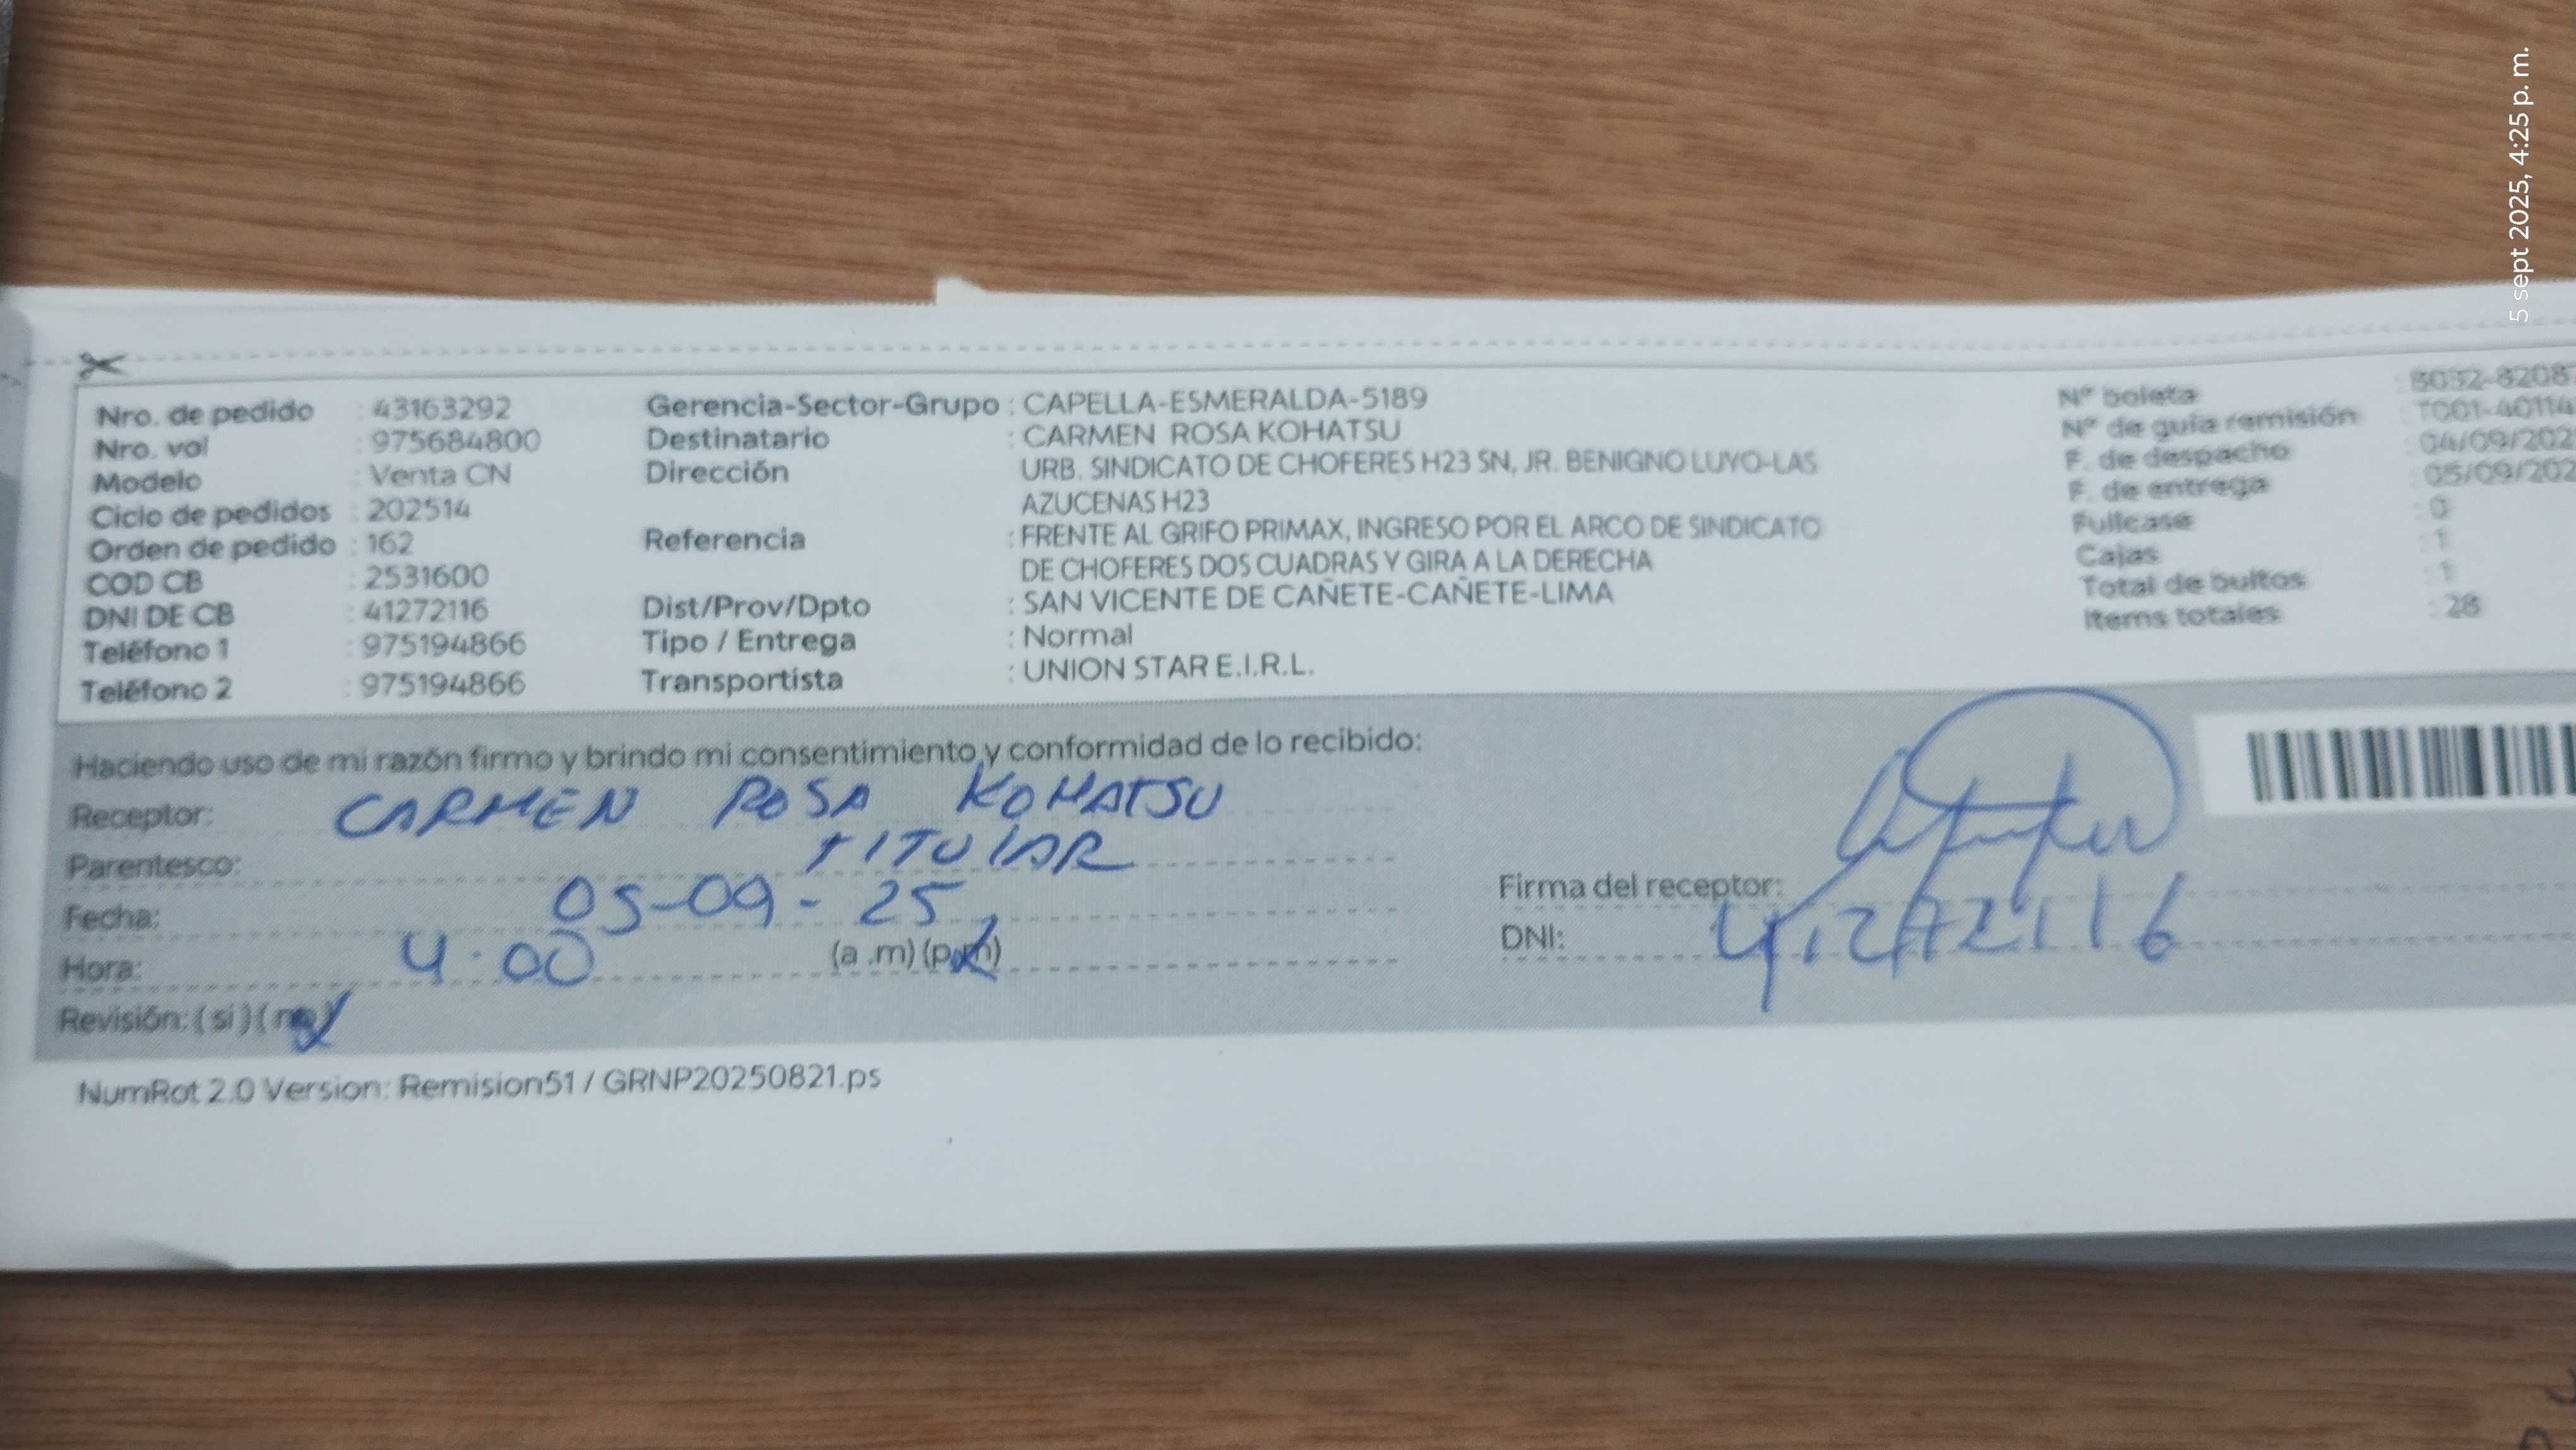 5 sept 2025, 4:25 p. m.
Nro. de pedido : 43163292
Nro. vol : 975684800
Modelo : Venta CN
Ciclo de pedidos : 202514
Orden de pedido : 162
COD CB : 2531600
DNI DE CB : 41272116
Teléfono 1 : 975194866
Teléfono 2 : 975194866
Gerencia-Sector-Grupo : CAPELLA-ESMERALDA-5189
Destinatario : CARMEN ROSA KOHATSU
Dirección URB. SINDICATO DE CHOFERES H23 SN, JR. BENIGNO LUYO-LAS
AZUCENAS H23
Referencia : FRENTE AL GRIFO PRIMAX, INGRESO POR EL ARCO DE SINDICATO
DE CHOFERES DOS CUADRAS Y GIRA A LA DERECHA
Dist/Prov/Dpto : SAN VICENTE DE CAÑETE-CAÑETE-LIMA
Tipo / Entrega : Normal
Transportista : UNION STAR E.I.R.L.
N° boleta
N° de guía remisión
F. de despacho : 04/09/202
F. de entrega : 05/09/202
Fullcase : 0
Cajas : 1
Total de bultos : 1
Items totales : 28
Haciendo uso de mi razón firmo y brindo mi consentimiento y conformidad de lo recibido:
Receptor: CARMEN ROSA KOHATSU
Parentesco: TITULAR
Fecha: 05-09-25
Hora: 4:00 (a .m) (p.m)
Revisión: ( si ) ( no )
Firma del receptor:
DNI: 41272116
NumRot 2.0 Version: Remision51 / GRNP20250821.ps